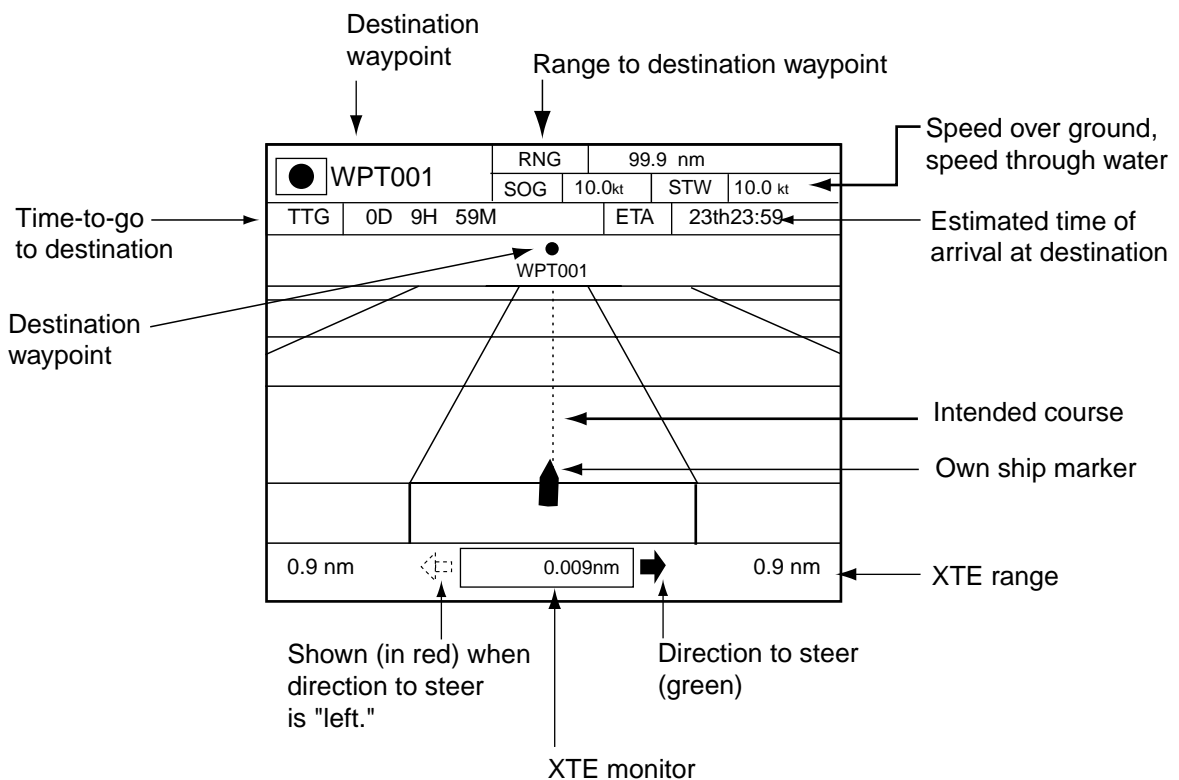 Destination
waypoint
Range to destination waypoint
Speed over ground,
speed through water
RNG 99.9 nm
WPT001
SOG 10.0kt STW 10.0 kt
Time-to-go
to destination
TTG 0D 9H 59M ETA 23th23:59
Estimated time of
arrival at destination
WPT001
Destination
waypoint
Intended course
Own ship marker
0.9 nm 0.009nm 0.9 nm
XTE range
Shown (in red) when
direction to steer
is "left."
Direction to steer
(green)
XTE monitor